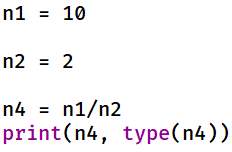 n1 = 10
n2 = 2
n4 = n1/n2
print(n4, type(n4))